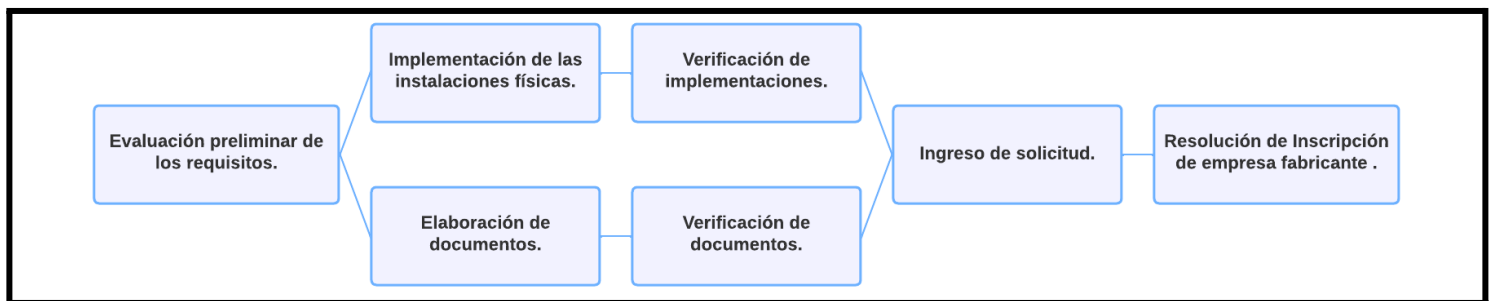 Evaluación preliminar de
los requisitos.
Implementación de las
instalaciones físicas.
Verificación de
implementaciones.
Elaboración de
documentos.
Verificación de
documentos.
Ingreso de solicitud.
Resolución de Inscripción
de empresa fabricante .